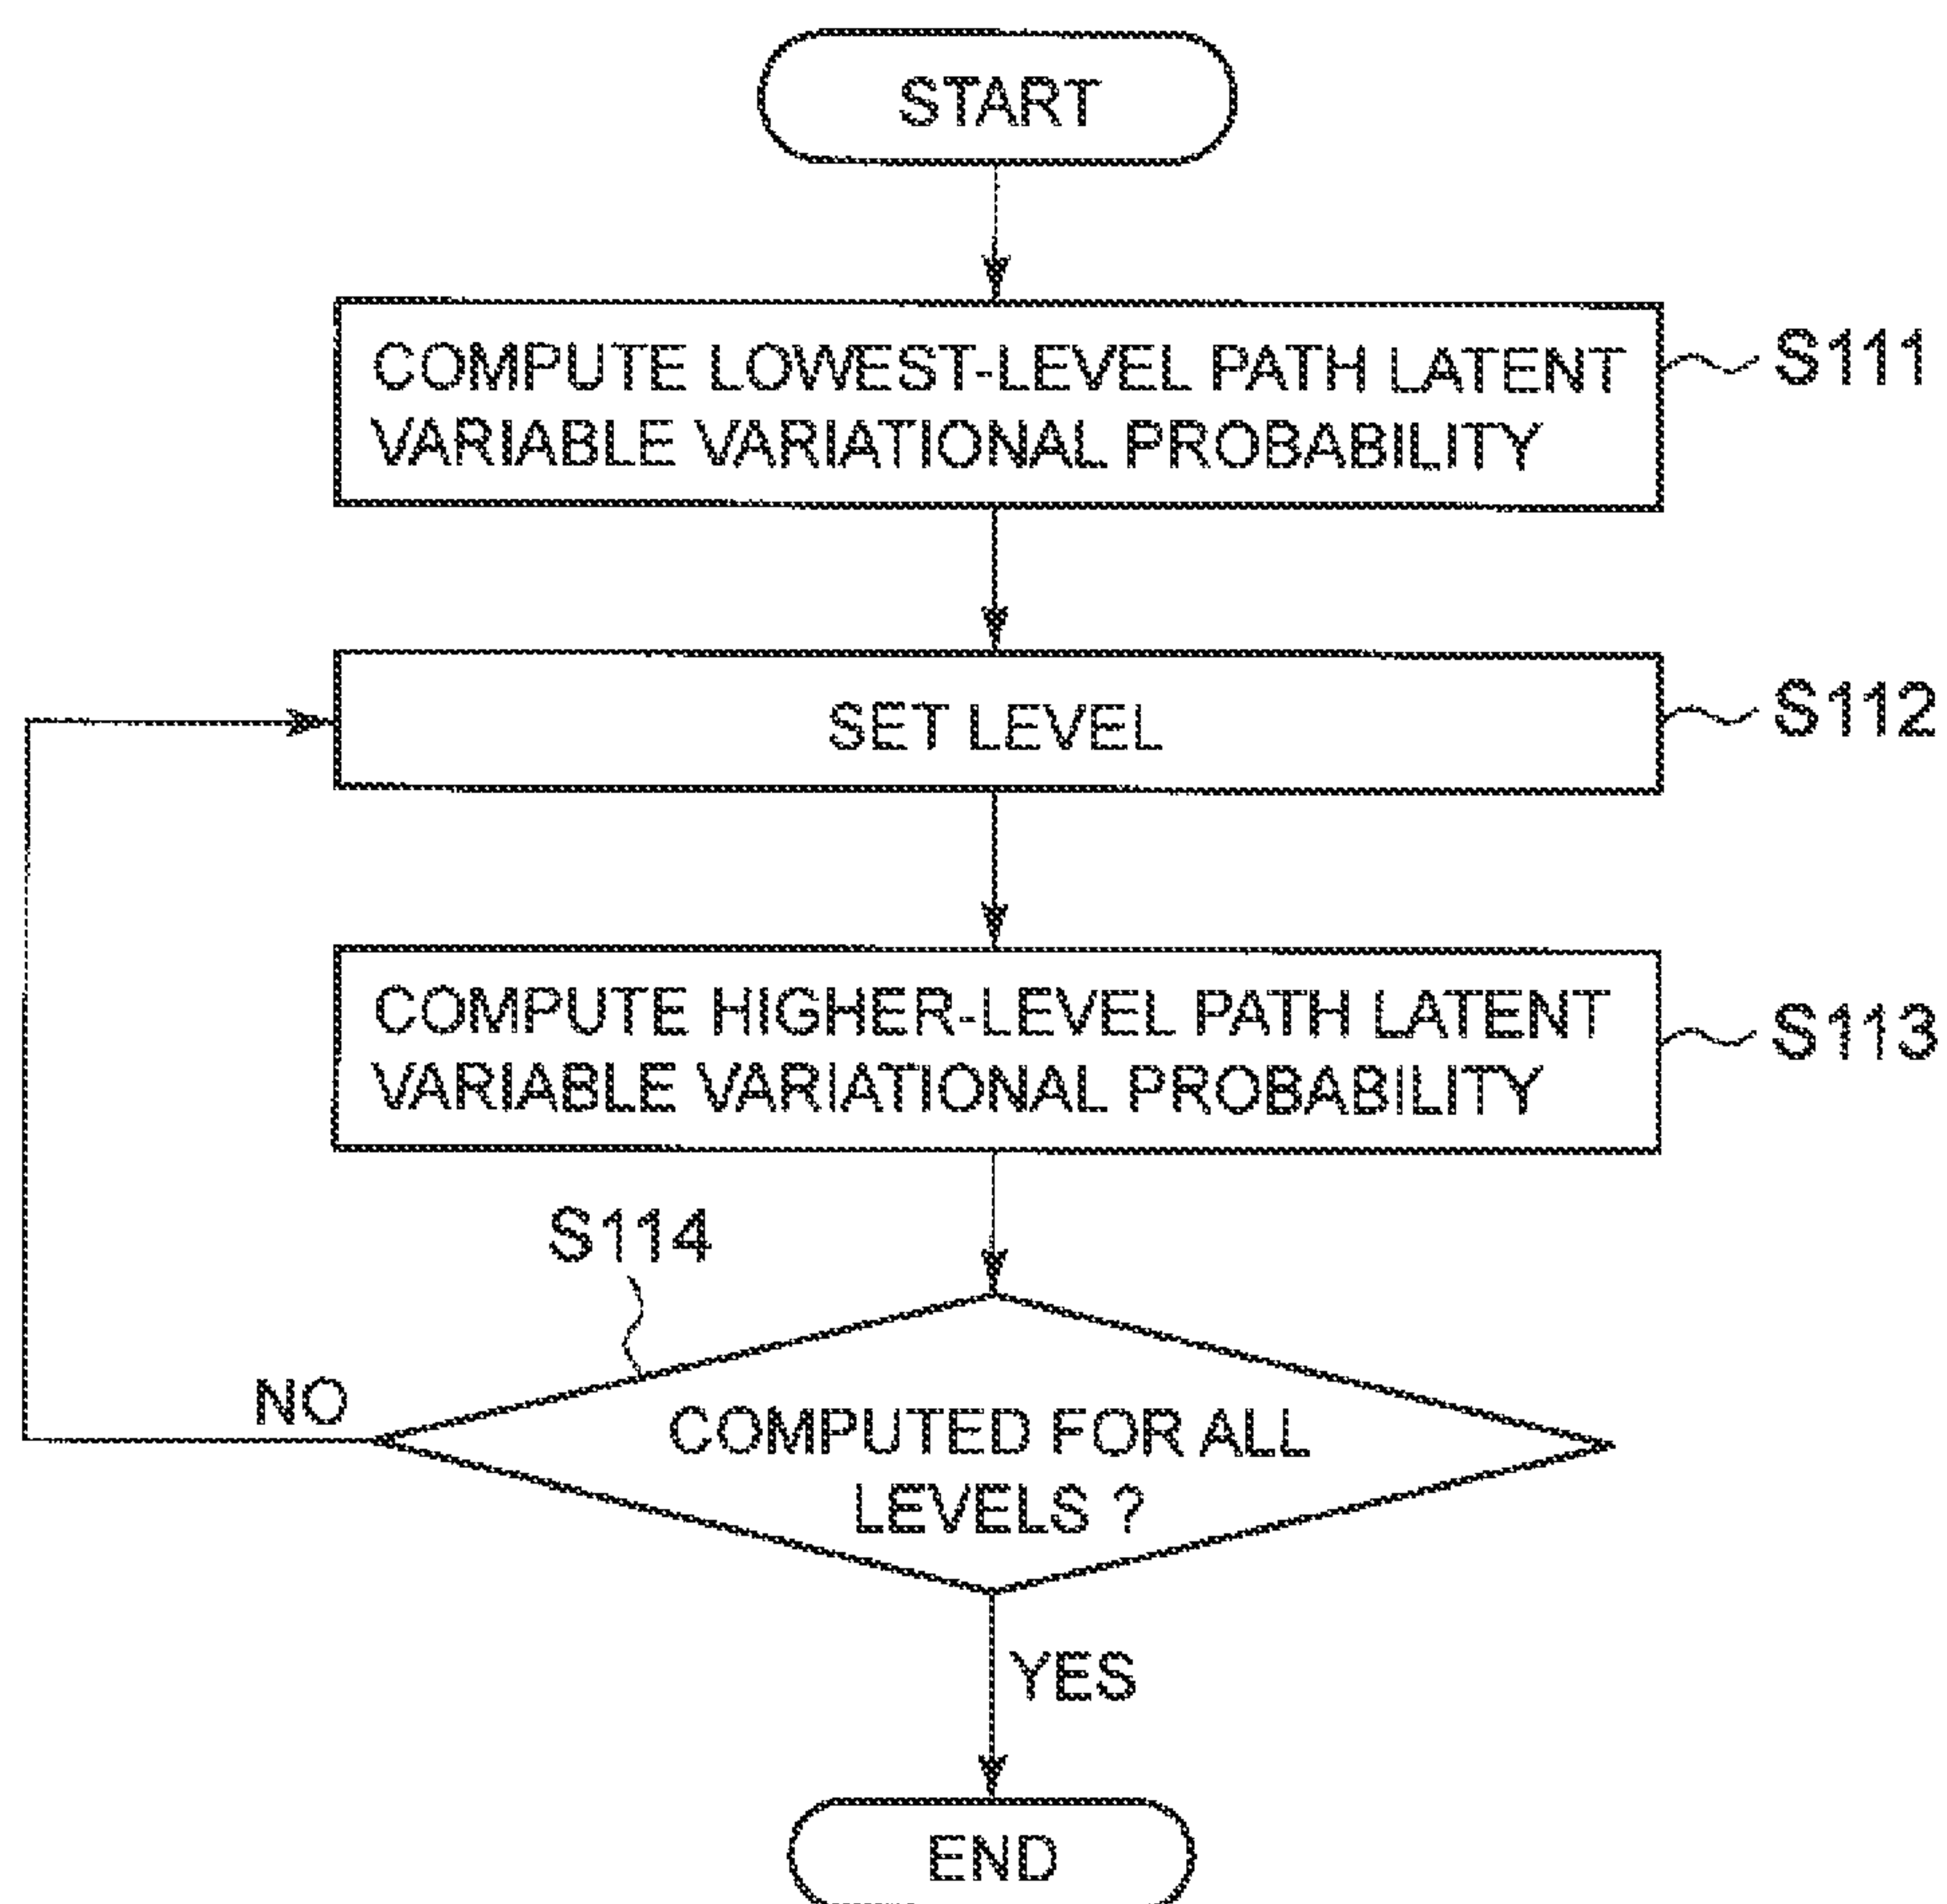 START
COMPUTE LOWEST-LEVEL PATH LATENT
VARIABLE VARIATIONAL PROBABILITY
S111
SET LEVEL
S112
COMPUTE HIGHER-LEVEL PATH LATENT
VARIABLE VARIATIONAL PROBABILITY
S113
S114
NO
COMPUTED FOR ALL
LEVELS ?
YES
END